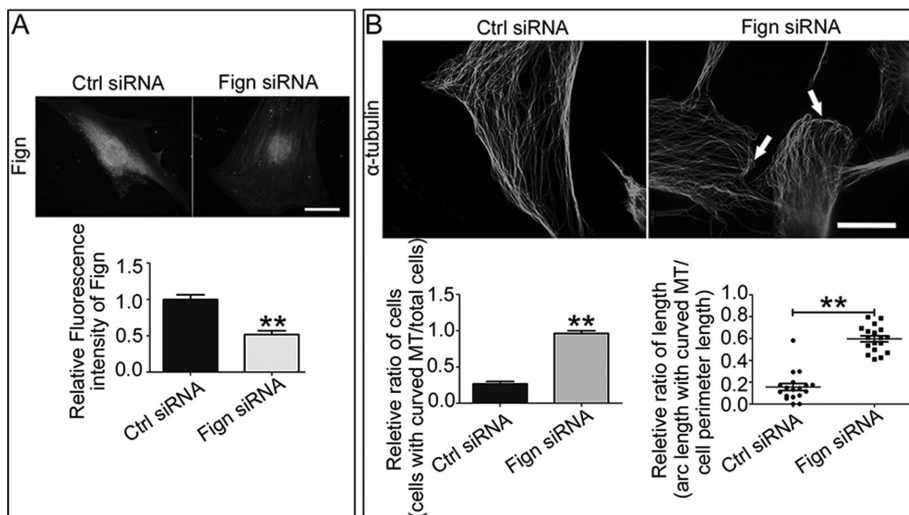 A
Ctrl siRNA
Fign siRNA
Fign
Relative Fluorescence
intensity of Fign
1.5
1.0
0.5
0.0
**
Ctrl siRNA
Fign siRNA
B
Ctrl siRNA
Fign siRNA
α-tubulin
Reletive ratio of cells
(cells with curved MT/total cells)
1.5
1.0
0.5
0.0
**
Ctrl siRNA
Fign siRNA
Reletive ratio of length
(arc length with curved MT/
cell perimeter length)
1.0
0.8
0.6
0.4
0.2
0.0
**
Ctrl siRNA
Fign siRNA